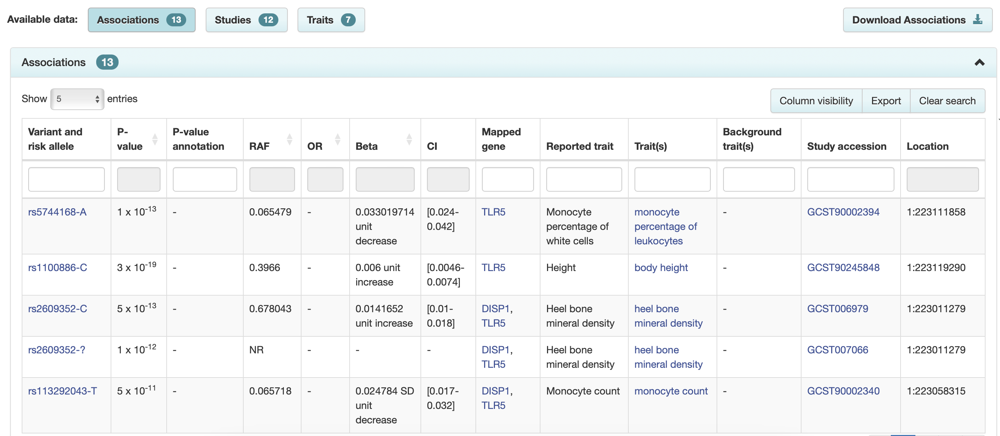 Available data: Associations 13 Studies 12 Traits 7 Download Associations
Associations 13
Show 5 entries Column visibility Export Clear search
Variant and risk allele P-value P-value annotation RAF OR Beta CI Mapped gene Reported trait Trait(s) Background trait(s) Study accession Location
rs5744168-A 1 x 10⁻¹³ - 0.065479 - 0.033019714 unit decrease [0.024-0.042] TLR5 Monocyte percentage of white cells monocyte percentage of leukocytes - GCST90002394 1:223111858
rs1100886-C 3 x 10⁻¹⁹ - 0.3966 - 0.006 unit increase [0.0046-0.0074] TLR5 Height body height - GCST90245848 1:223119290
rs2609352-C 5 x 10⁻¹³ - 0.678043 - 0.0141652 unit increase [0.01-0.018] DISP1, TLR5 Heel bone mineral density heel bone mineral density - GCST006979 1:223011279
rs2609352-? 1 x 10⁻¹² - NR - - - DISP1, TLR5 Heel bone mineral density heel bone mineral density - GCST007066 1:223011279
rs113292043-T 5 x 10⁻¹¹ - 0.065718 - 0.024784 SD unit decrease [0.017-0.032] DISP1, TLR5 Monocyte count monocyte count - GCST90002340 1:223058315